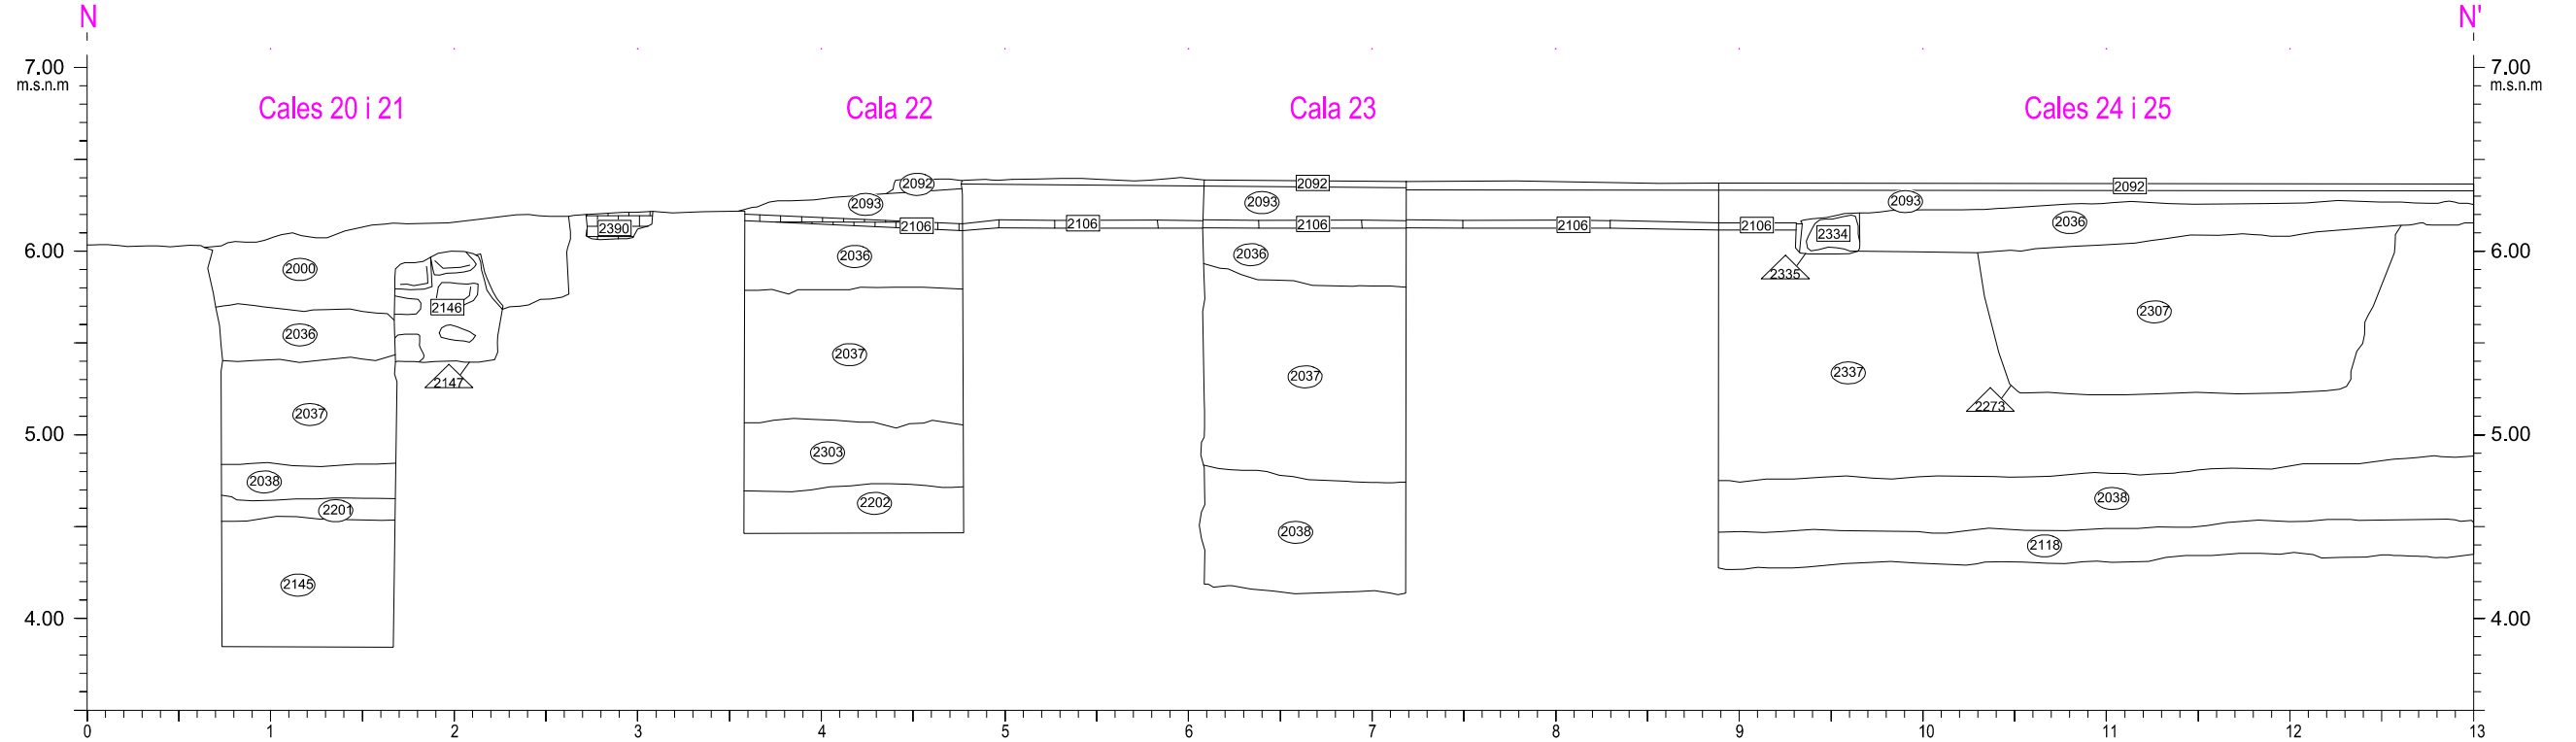 N N'
7.00 7.00
m.s.n.m m.s.n.m
Cales 20 i 21 Cala 22 Cala 23 Cales 24 i 25
2092 2092 2092
2093 2093 2093
2390 2106 2106 2106 2106 2106 2334 2036
6.00 6.00
2000 2036 2036 2335
2146 2307
2036 2037 2037 2337
2147 2273
2037
5.00 5.00
2303
2038 2202 2038
2201 2038 2118
2145
4.00 4.00
0 1 2 3 4 5 6 7 8 9 10 11 12 13